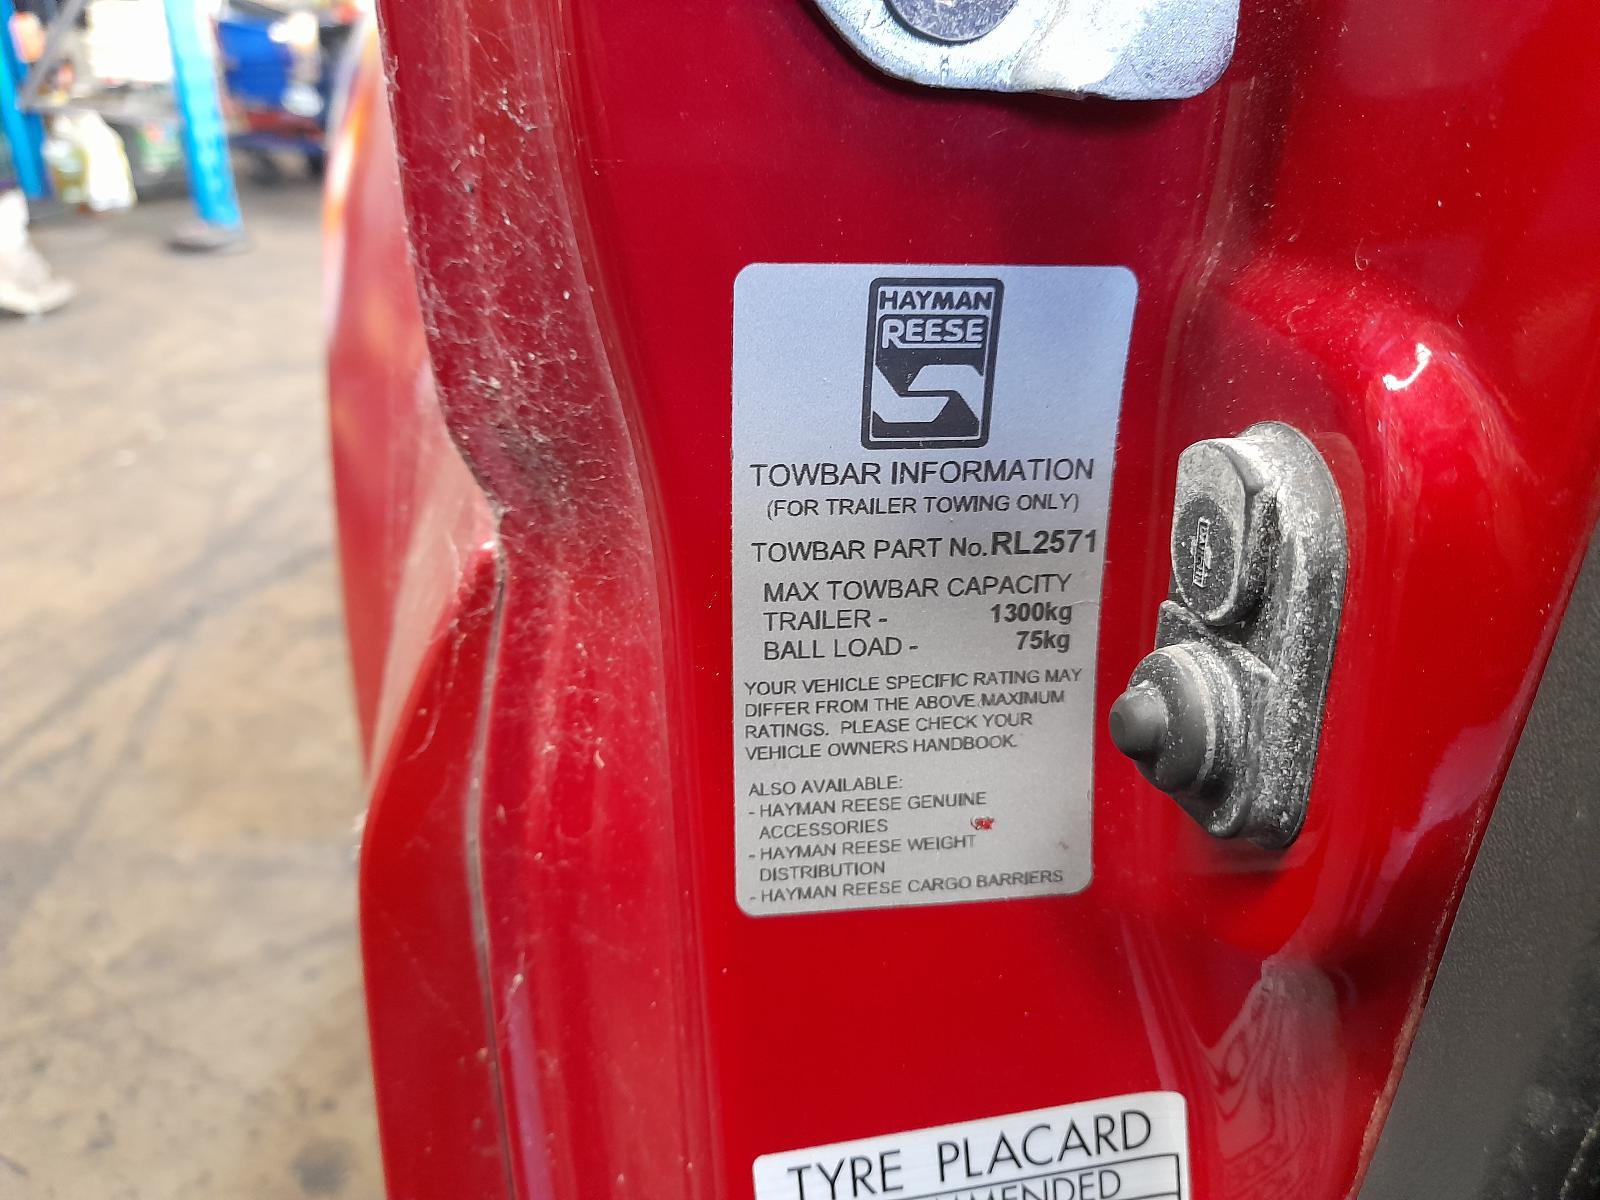 HAYMAN
REESE
TOWBAR INFORMATION
(FOR TRAILER TOWING ONLY)
TOWBAR PART No.RL2571
MAX TOWBAR CAPACITY
TRAILER - 1300kg
BALL LOAD - 75kg
YOUR VEHICLE SPECIFIC RATING MAY
DIFFER FROM THE ABOVE MAXIMUM
RATINGS. PLEASE CHECK YOUR
VEHICLE OWNERS HANDBOOK.
ALSO AVAILABLE:
- HAYMAN REESE GENUINE
ACCESSORIES
- HAYMAN REESE WEIGHT
DISTRIBUTION
- HAYMAN REESE CARGO BARRIERS
TYRE PLACARD